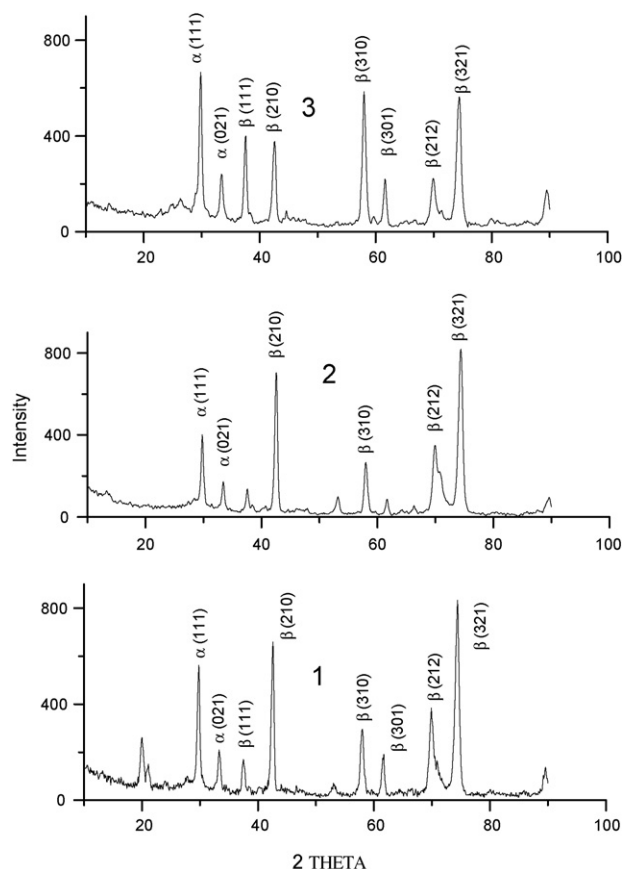 800
400
0
α (111)
α (021)
β (111)
β (210)
3
β (310)
β (301)
β (212)
β (321)
20
40
60
80
100
Intensity
800
400
0
α (111)
α (021)
β (210)
2
β (310)
β (212)
β (321)
20
40
60
80
100
800
400
0
α (111)
α (021)
β (111)
β (210)
1
β (310)
β (301)
β (212)
β (321)
20
40
60
80
100
2 THETA